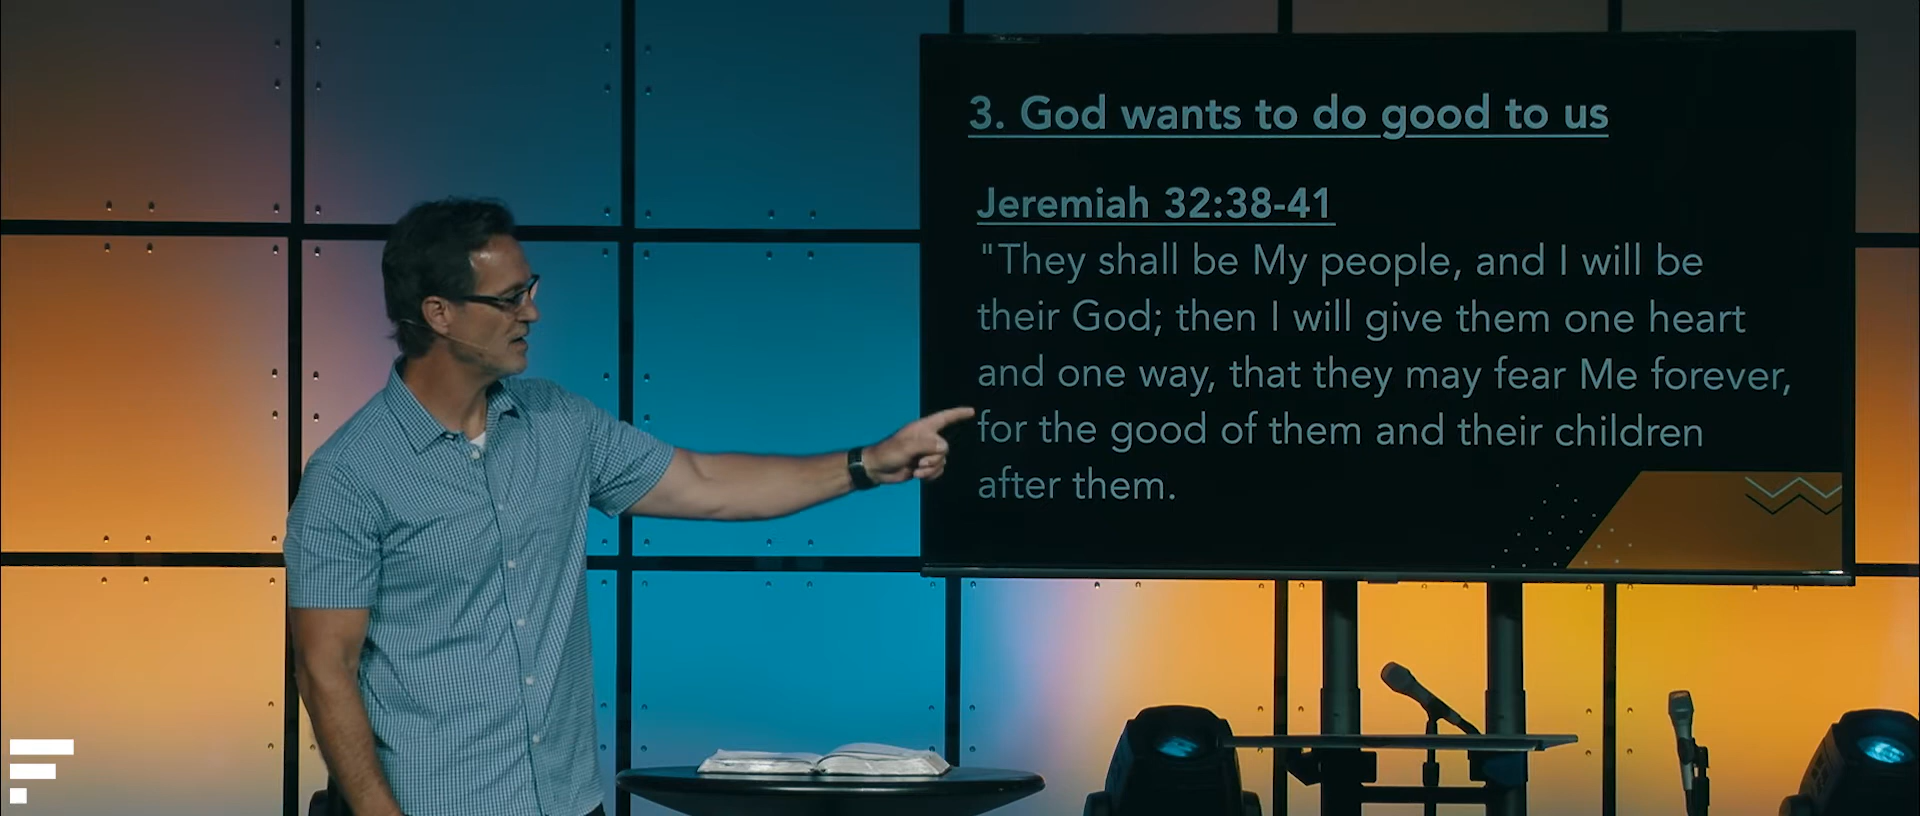 3. God wants to do good to us
Jeremiah 32:38-41
"They shall be My people, and I will be
their God; then I will give them one heart
and one way, that they may fear Me forever,
for the good of them and their children
after them.